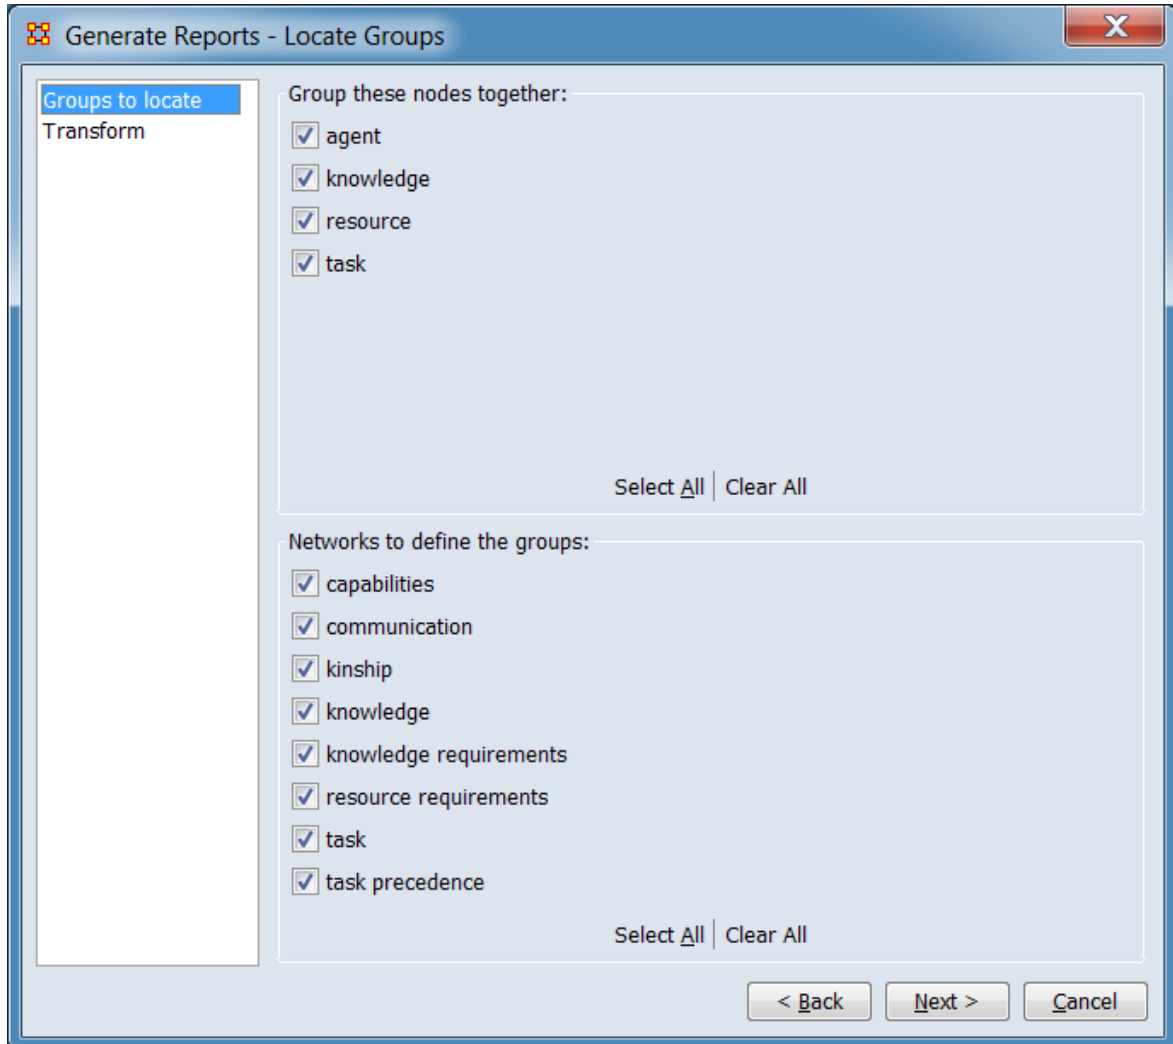 Generate Reports - Locate Groups
X
Groups to locate
Transform
Group these nodes together:
agent
knowledge
resource
task
Select All | Clear All
Networks to define the groups:
capabilities
communication
kinship
knowledge
knowledge requirements
resource requirements
task
task precedence
Select All | Clear All
< Back Next > Cancel